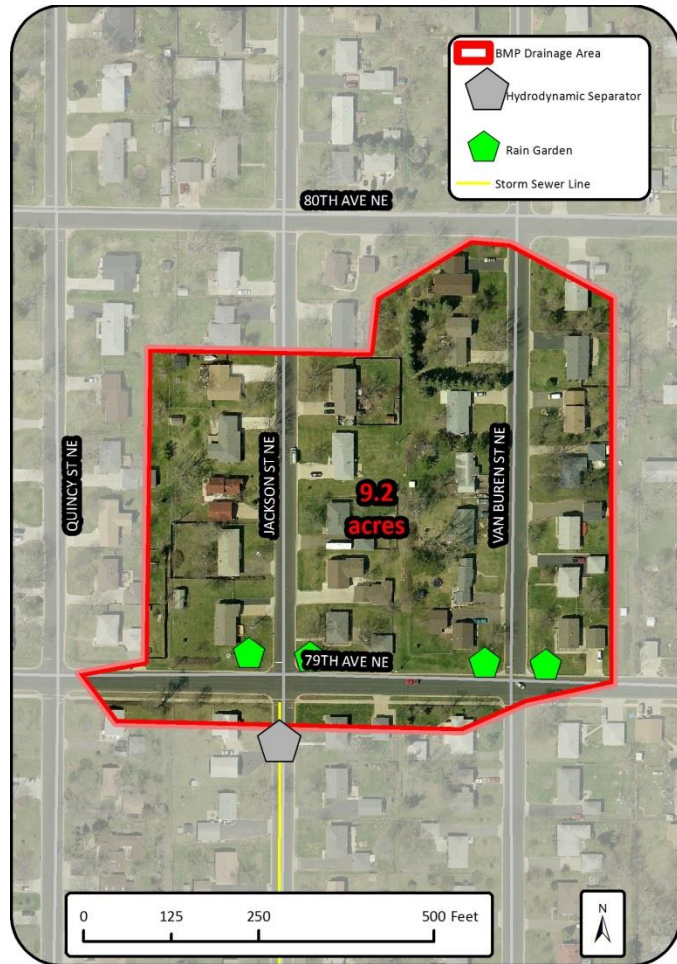 BMP Drainage Area
Hydrodynamic Separator
Rain Garden
Storm Sewer Line
80TH AVE NE
QUINCY ST NE
JACKSON ST NE
VAN BUREN ST NE
9.2
acres
79TH AVE NE
0 125 250 500 Feet
N